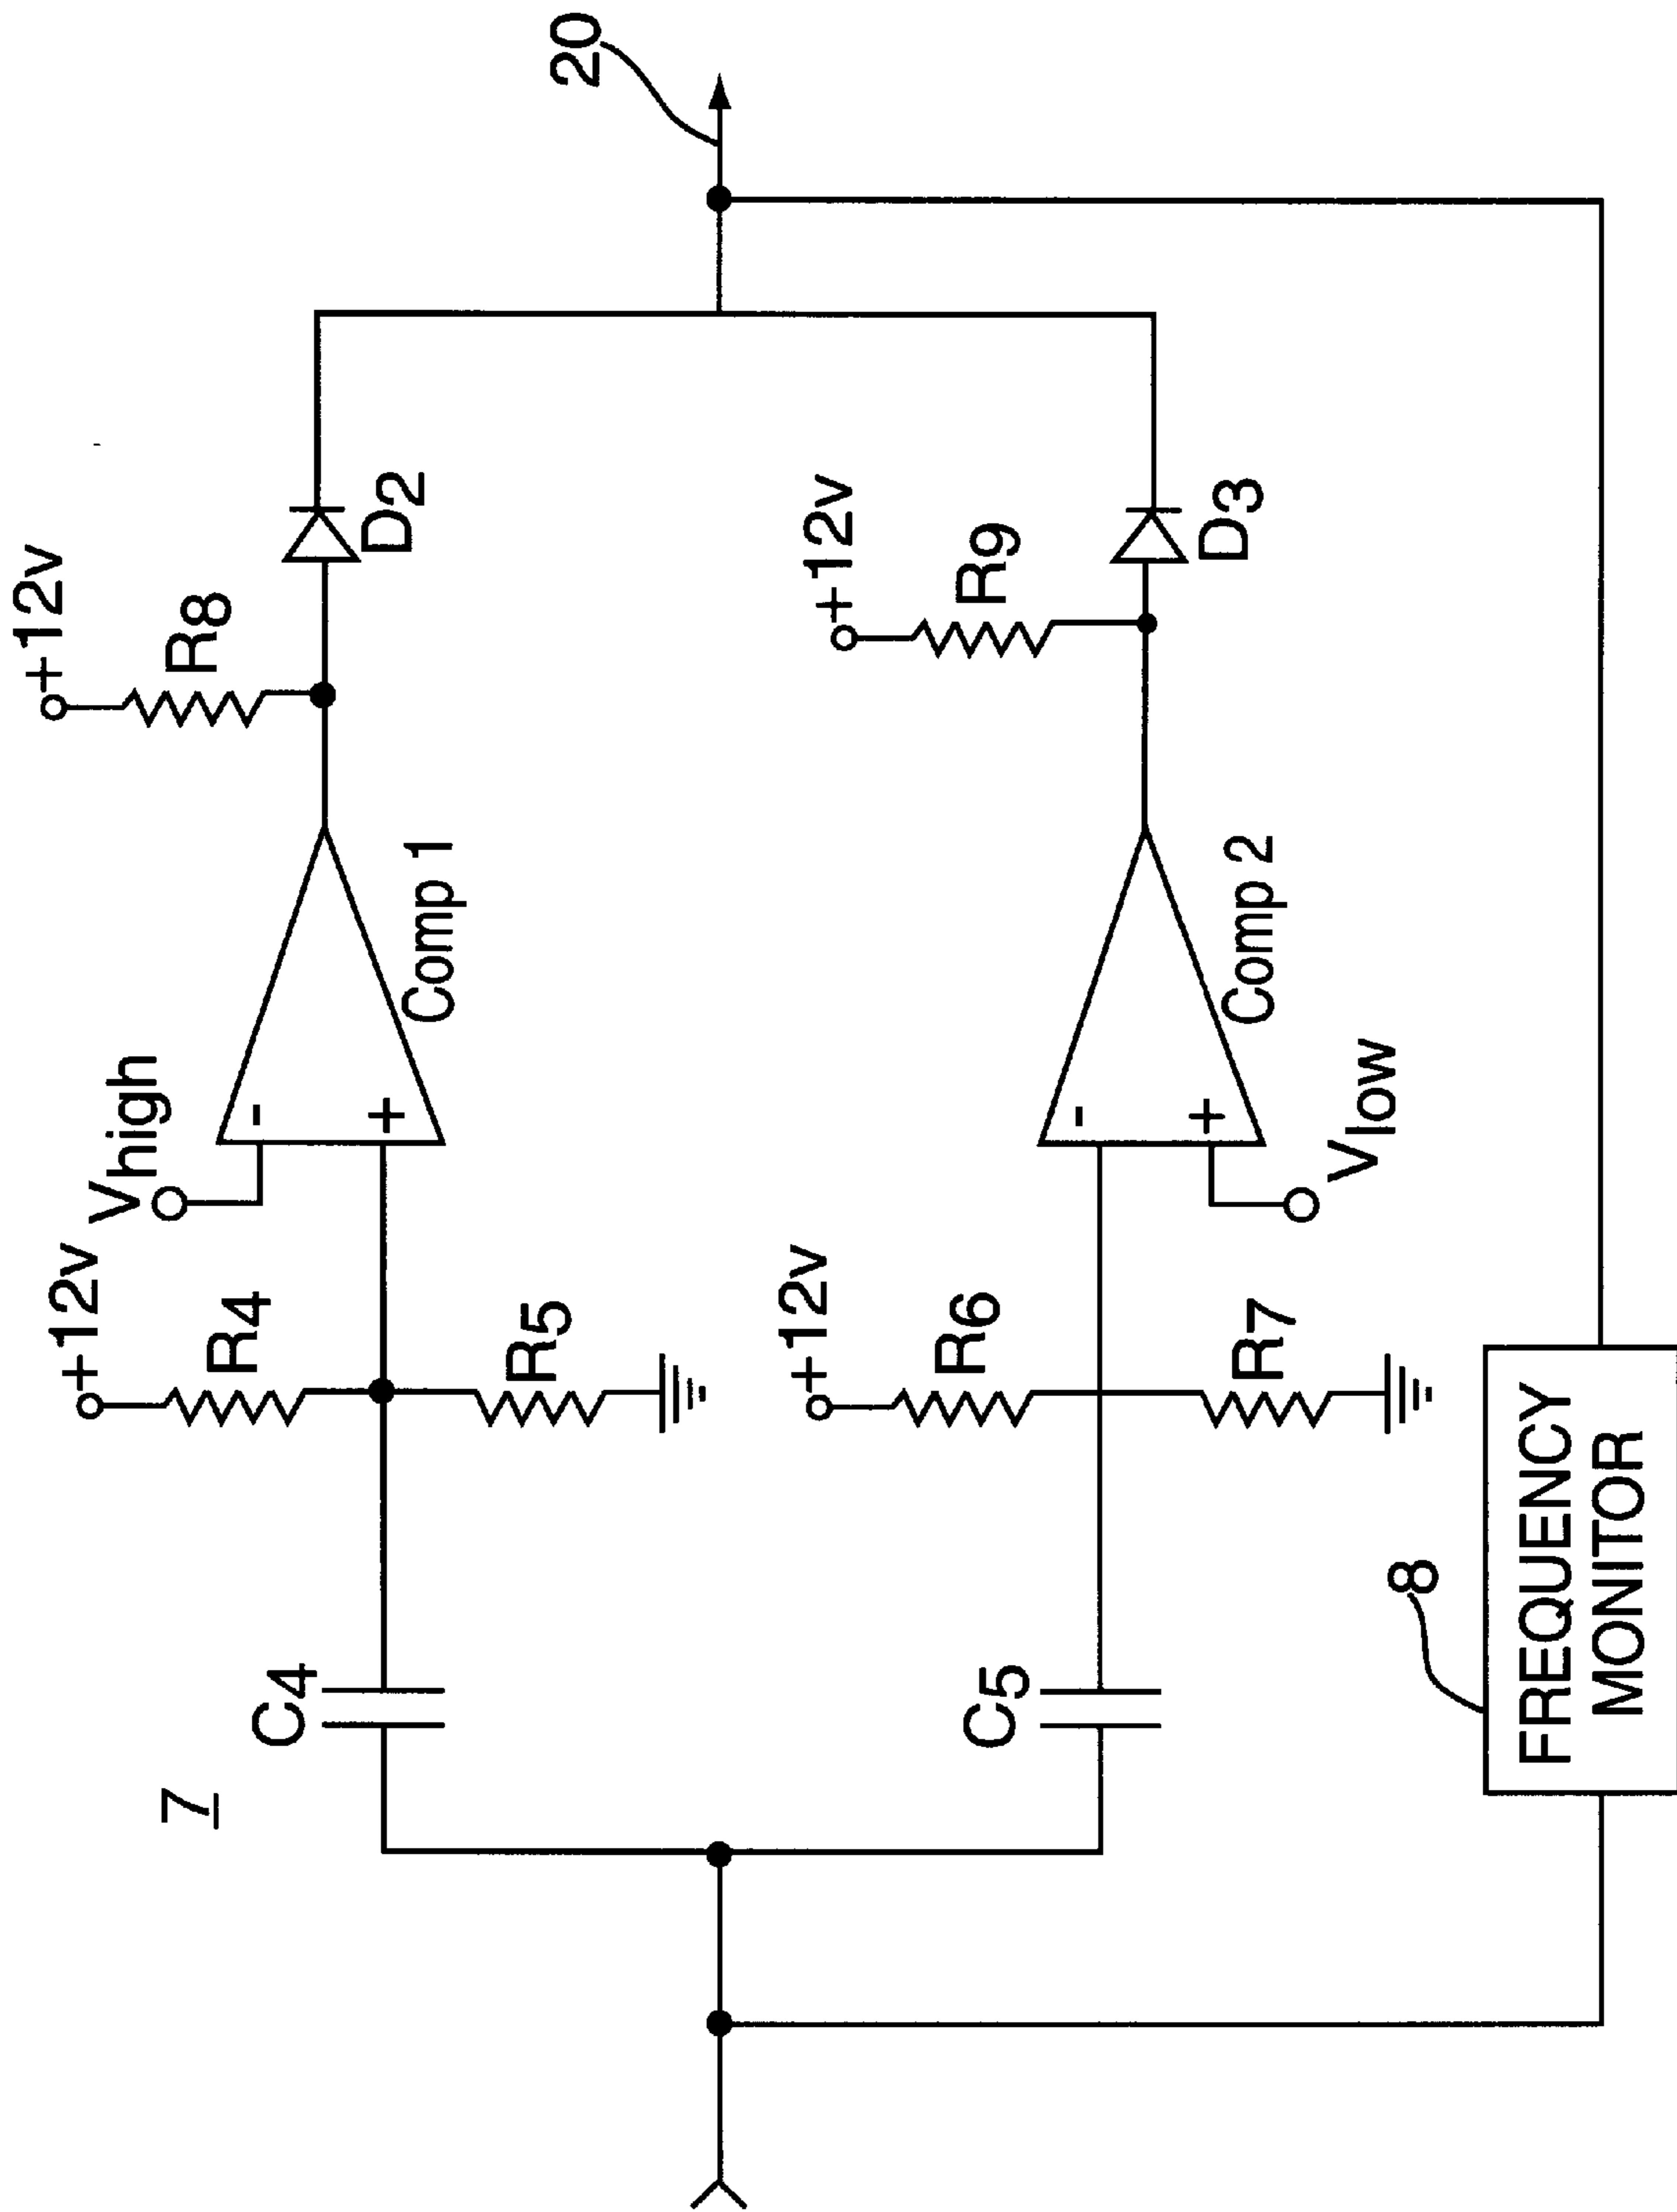 7
C4
+12v
R4
R5
Vhigh
-
+
Comp 1
+12v
R8
D2
20
C5
+12v
R6
R7
-
+
Vlow
Comp 2
+12v
R9
D3
8
FREQUENCY
MONITOR